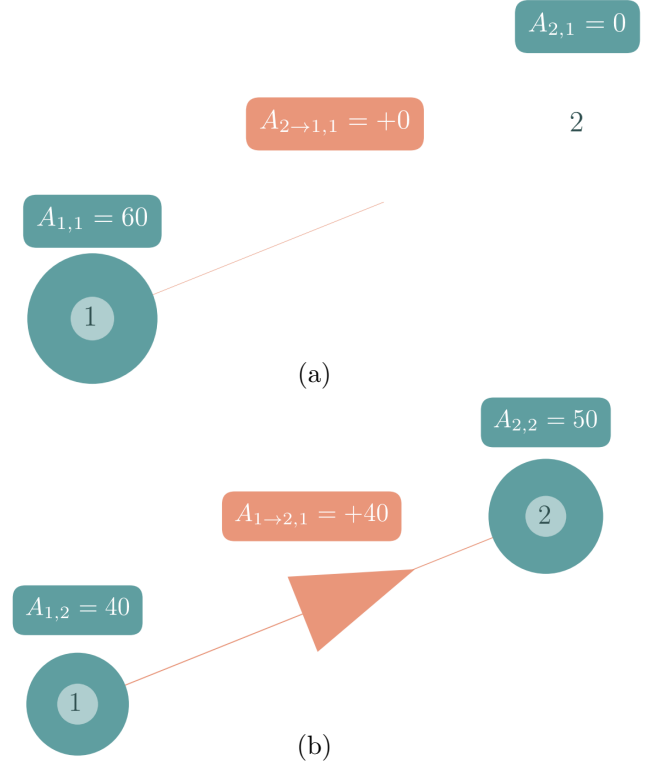 A_{2,1} = 0
A_{2→1,1} = +0
2
A_{1,1} = 60
1
(a)
A_{2,2} = 50
A_{1→2,1} = +40
2
A_{1,2} = 40
1
(b)